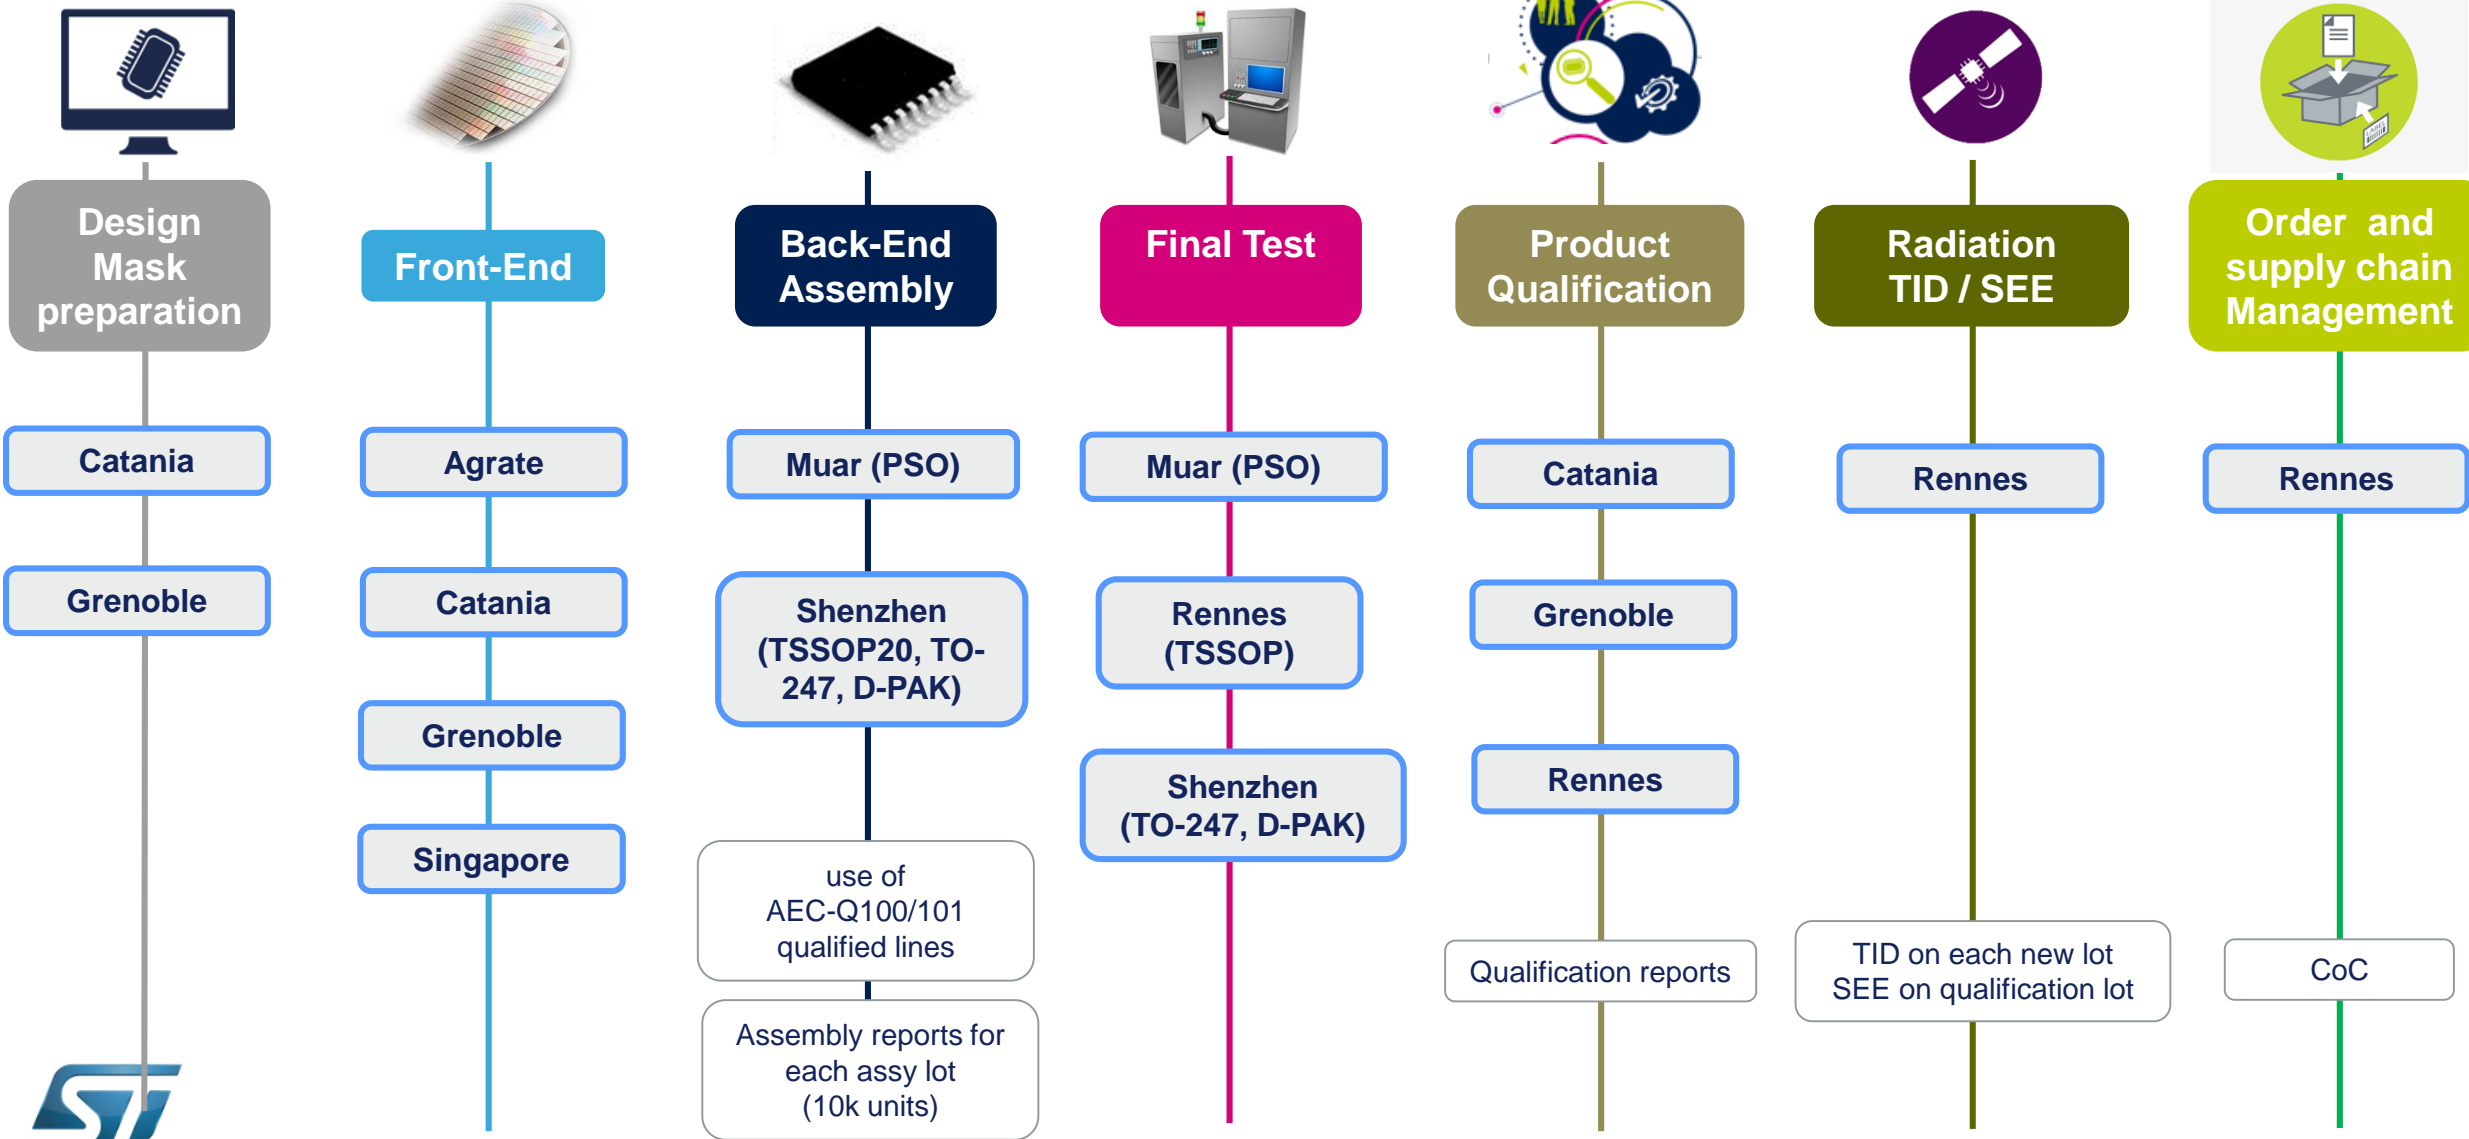 Design
Mask
preparation
Catania
Grenoble
Front-End
Agrate
Catania
Grenoble
Singapore
Back-End
Assembly
Muar (PSO)
Shenzhen
(TSSOP20, TO-
247, D-PAK)
use of
AEC-Q100/101
qualified lines
Assembly reports for
each assy lot
(10k units)
Final Test
Muar (PSO)
Rennes
(TSSOP)
Shenzhen
(TO-247, D-PAK)
Product
Qualification
Catania
Grenoble
Rennes
Qualification reports
Radiation
TID / SEE
Rennes
TID on each new lot
SEE on qualification lot
LABEL
Order and
supply chain
Management
Rennes
CoC
ST